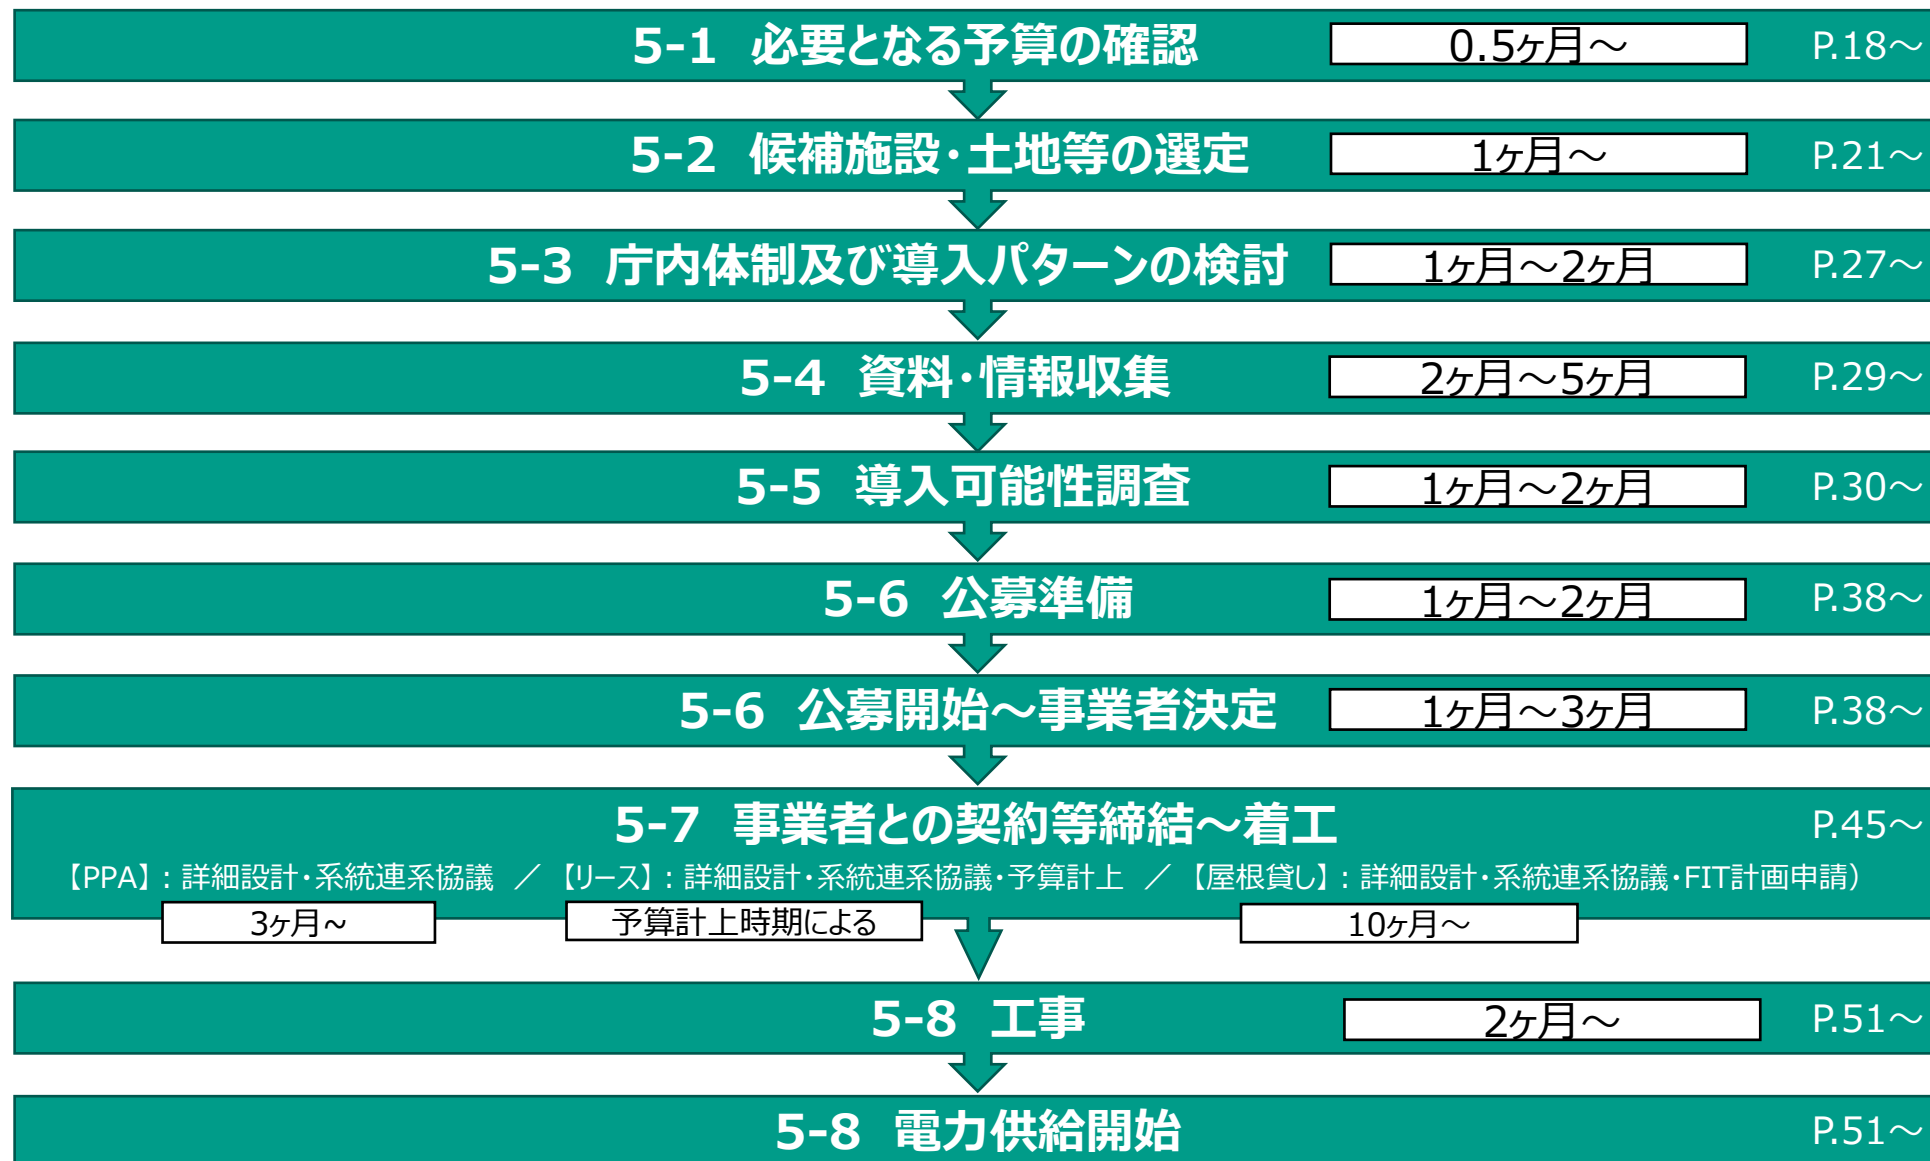 5-1 必要となる予算の確認 0.5ヶ月～ P.18～
5-2 候補施設・土地等の選定 1ヶ月～ P.21～
5-3 庁内体制及び導入パターンの検討 1ヶ月～2ヶ月 P.27～
5-4 資料・情報収集 2ヶ月～5ヶ月 P.29～
5-5 導入可能性調査 1ヶ月～2ヶ月 P.30～
5-6 公募準備 1ヶ月～2ヶ月 P.38～
5-6 公募開始～事業者決定 1ヶ月～3ヶ月 P.38～
5-7 事業者との契約等締結～着工 P.45～
【PPA】：詳細設計・系統連系協議 ／ 【リース】：詳細設計・系統連系協議・予算計上 ／ 【屋根貸し】：詳細設計・系統連系協議・FIT計画申請）
3ヶ月~ 予算計上時期による 10ヶ月～
5-8 工事 2ヶ月～ P.51～
5-8 電力供給開始 P.51～